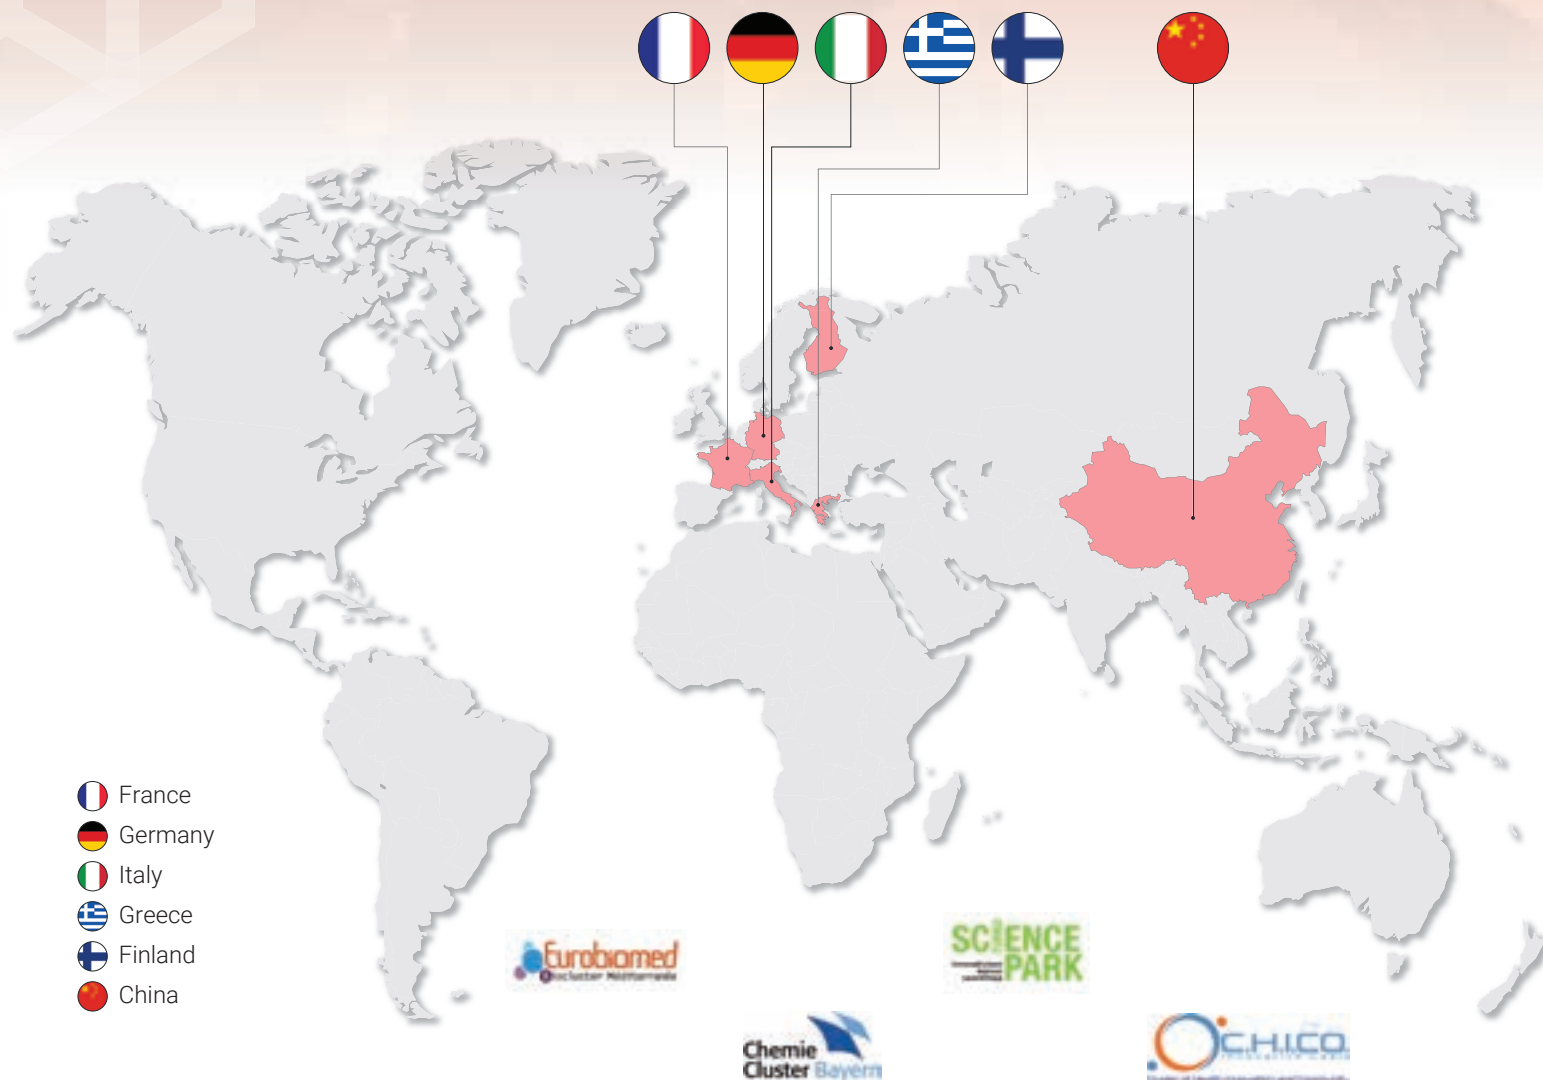 France
Germany
Italy
Greece
Finland
China
Eurobiomed
SCIENCE
PARK
Chemie
Cluster Bayern
C.H.I.CO.